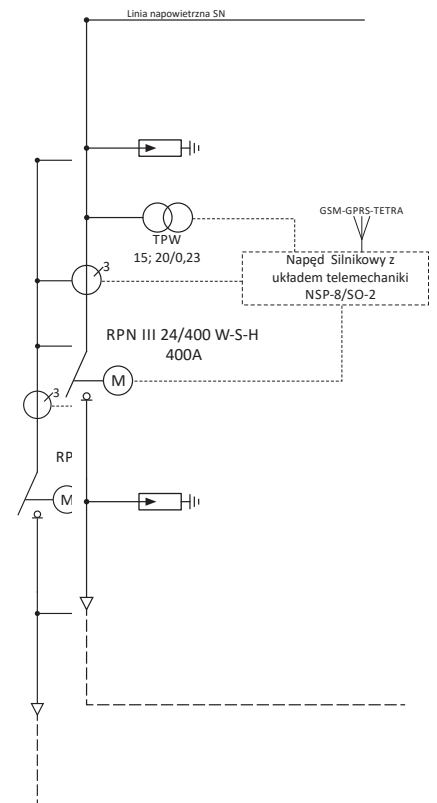 Linia napowietrzna SN
GSM-GPRS-TETRA
TPW
15; 20/0,23
Napęd Silnikowy z
układem telemechaniki
NSP-8/SO-2
3
RPN III 24/400 W-S-H
400A
M
3
RP
M